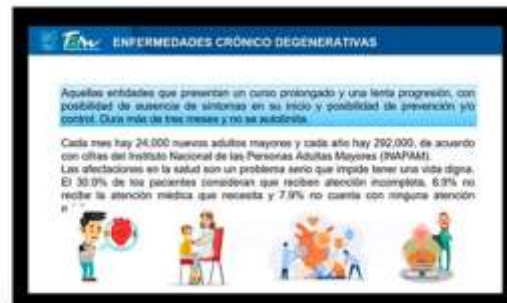 ENFERMEDADES CRÓNICO DEGENERATIVAS
Aquellas entidades que presentan un curso prolongado y una lenta progresión, con
posibilidad de ausencia de síntomas en su inicio y posibilidad de prevención y/o
control. Dura más de tres meses y no se autolimita.
Cada mes hay 24,000 nuevos adultos mayores y cada año hay 292,000, de acuerdo
con cifras del Instituto Nacional de las Personas Adultas Mayores (INAPAM).
Las afectaciones en la salud son un problema serio que impide tener una vida digna.
El 30.0% de los pacientes consideran que reciben atención incompleta, 6.9% no
recibe la atención médica que necesita y 7.9% no cuenta con ninguna atención